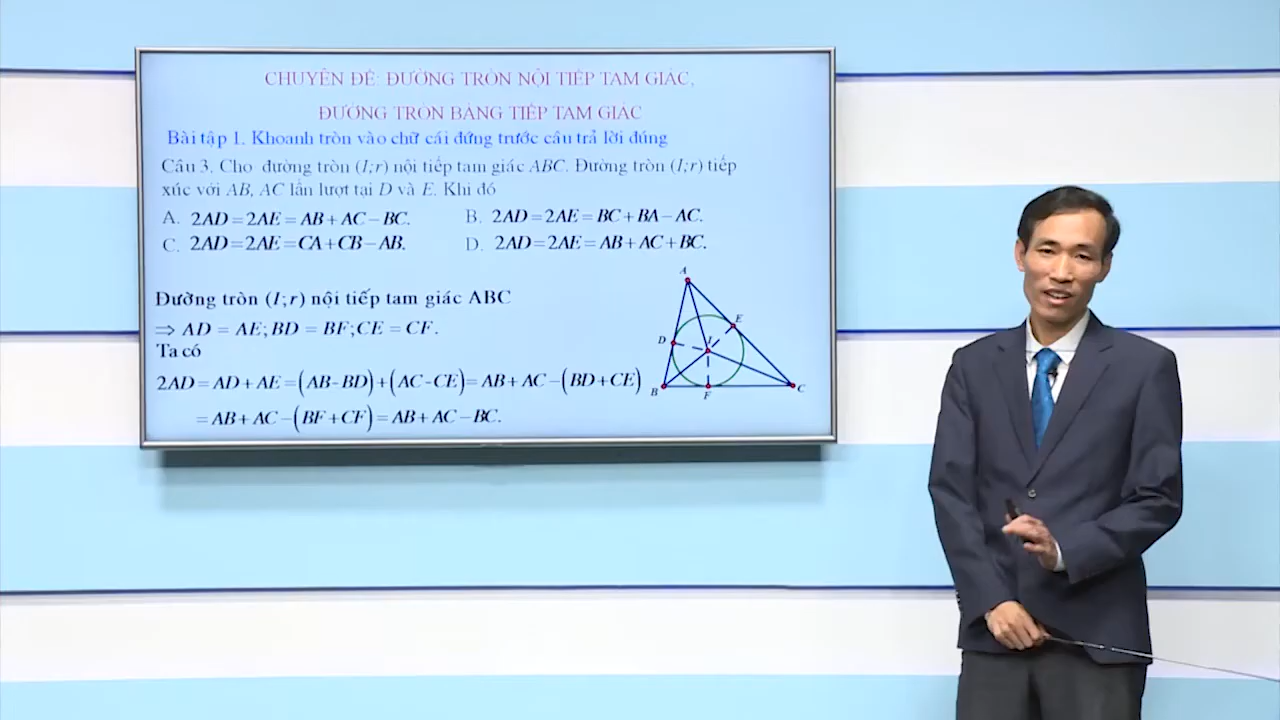 CHUYÊN ĐỀ: ĐƯỜNG TRÒN NỘI TIẾP TAM GIÁC,
ĐƯỜNG TRÒN BÀNG TIẾP TAM GIÁC
Bài tập 1. Khoanh tròn vào chữ cái đứng trước câu trả lời đúng
Câu 3. Cho đường tròn (I;r) nội tiếp tam giác ABC. Đường tròn (I;r) tiếp
xúc với AB, AC lần lượt tại D và E. Khi đó
A. 2AD=2AE=AB+AC−BC. B. 2AD=2AE=BC+BA−AC.
C. 2AD=2AE=CA+CB−AB. D. 2AD=2AE=AB+AC+BC.
Đường tròn (I;r) nội tiếp tam giác ABC
⇒ AD = AE; BD = BF; CE = CF.
Ta có
2AD=AD+AE=(AB-BD)+(AC-CE)=AB+AC−(BD+CE)
=AB+AC−(BF+CF)=AB+AC−BC.
A
E
D
I
B
F
C